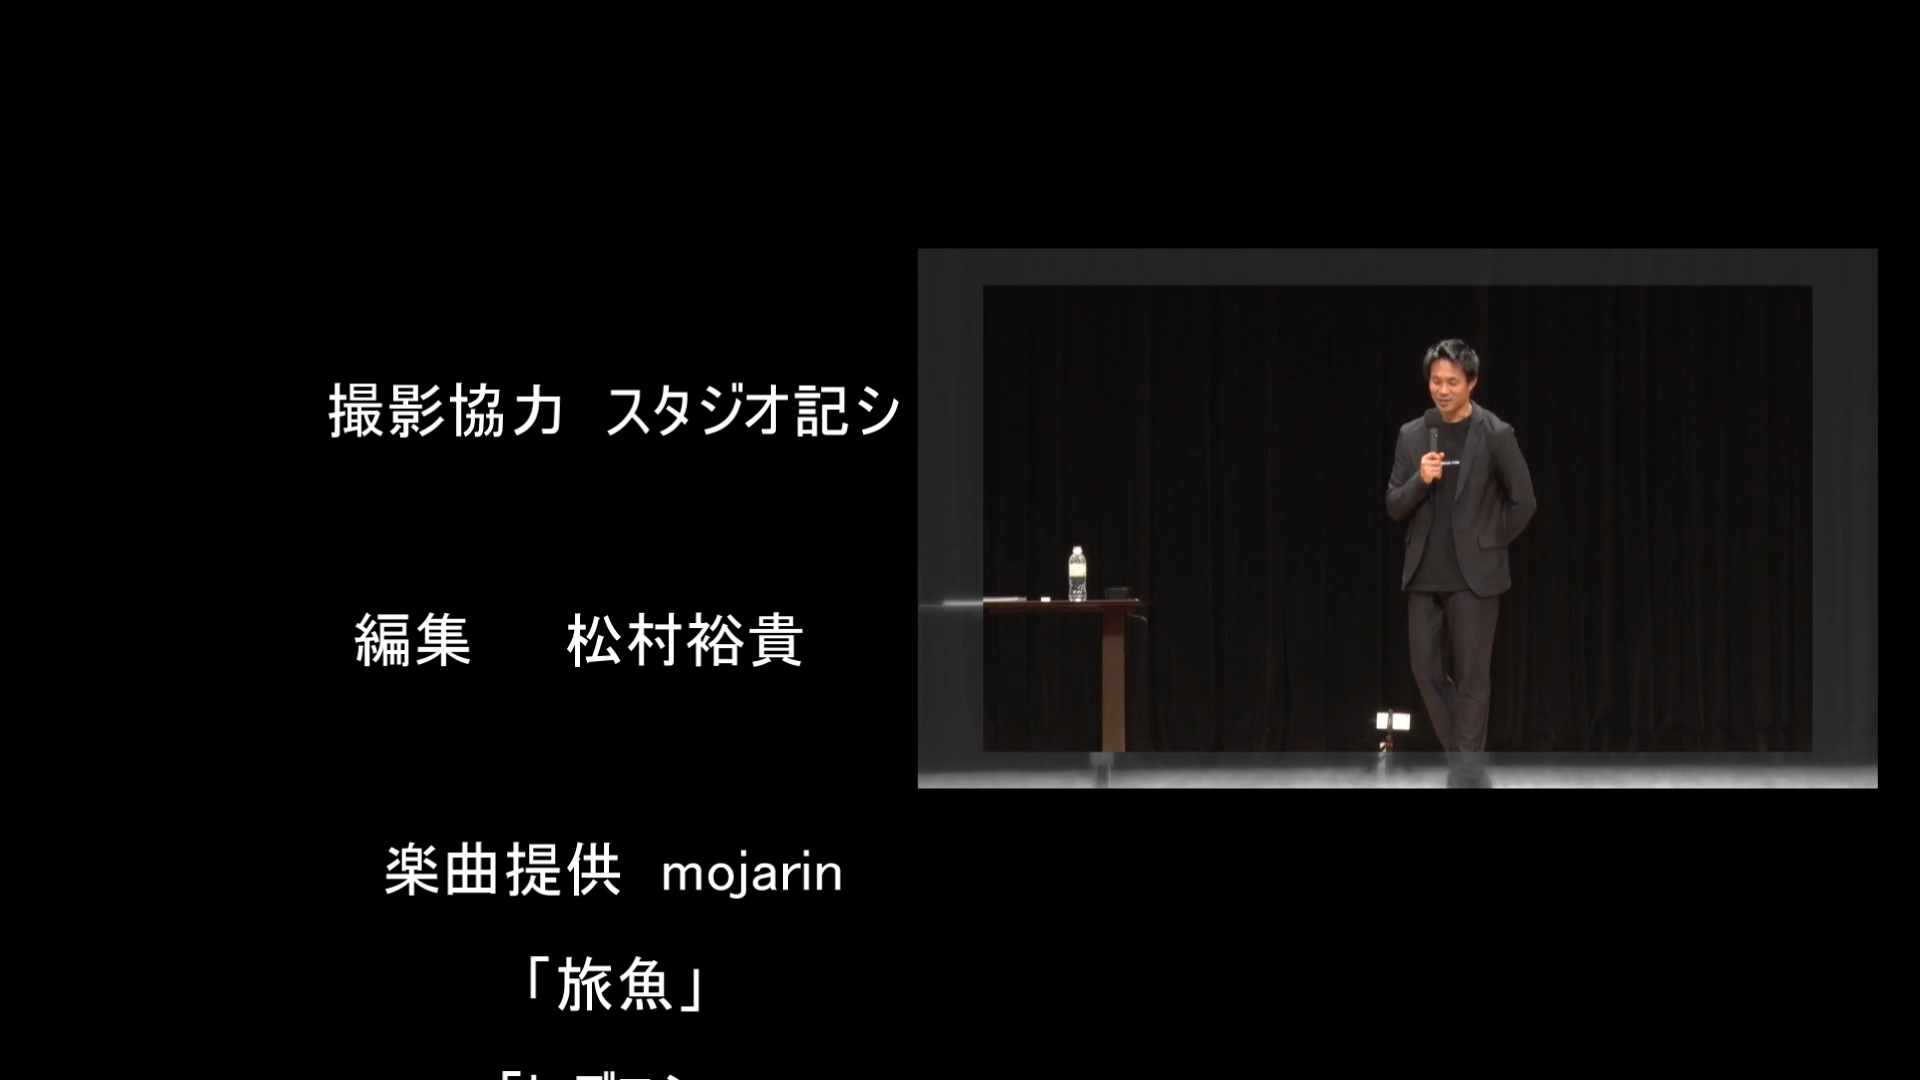 撮影協力　スタジオ記シ
編集　　松村裕貴
楽曲提供　mojarin
「旅魚」